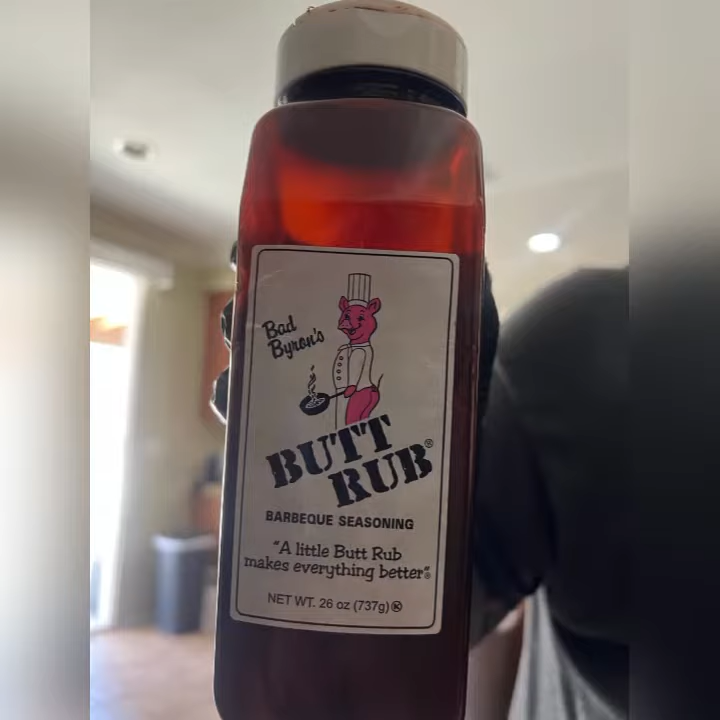 Bad
Byron's
BUTT
RUB®
BARBEQUE SEASONING
"A little Butt Rub
makes everything better"®
NET WT. 26 oz (737g) Ⓚ